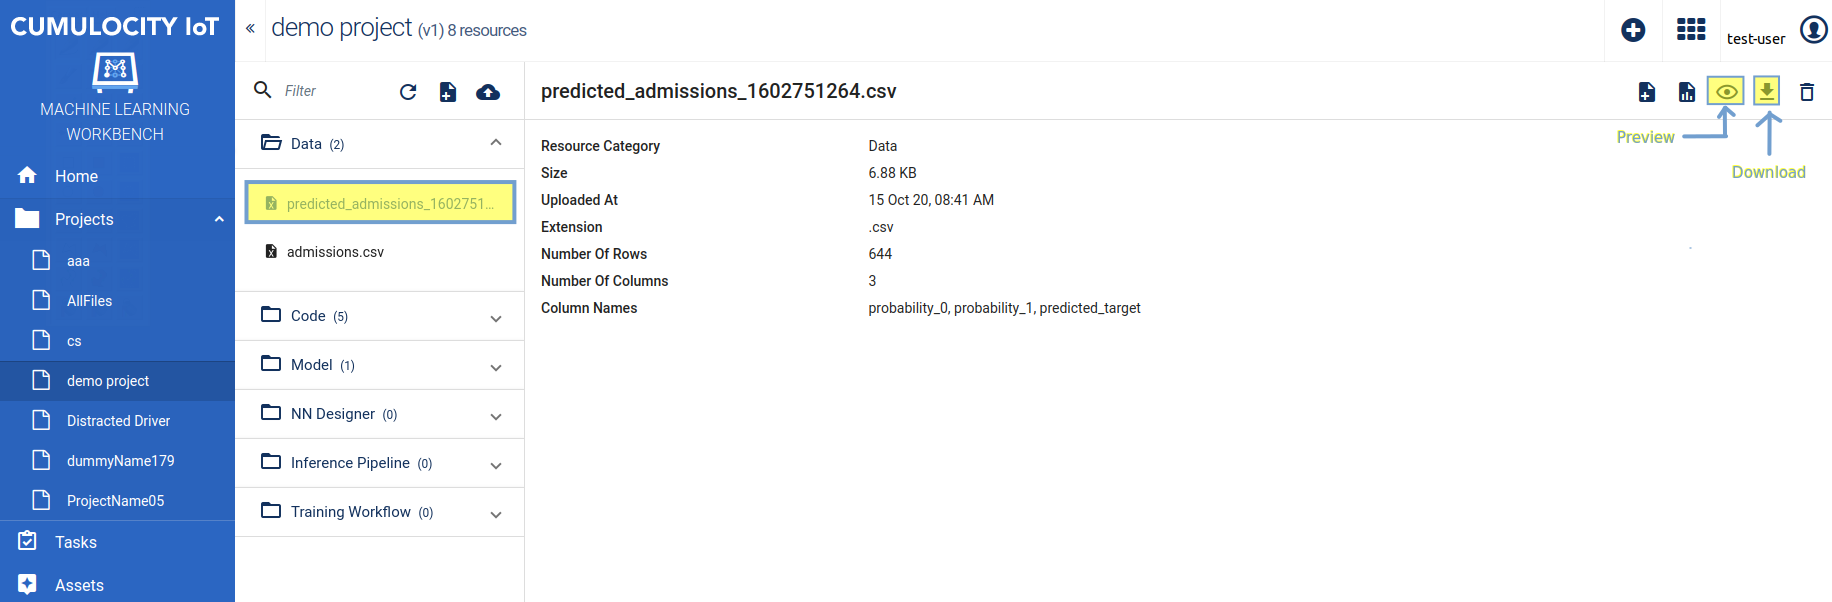 CUMULOCITY IoT
MACHINE LEARNING
WORKBENCH
Home
Projects
aaa
AllFiles
cs
demo project
Distracted Driver
dummyName179
ProjectName05
Tasks
Assets
« demo project (v1) 8 resources
test-user
Filter
Data (2)
predicted_admissions_1602751...
admissions.csv
Code (5)
Model (1)
NN Designer (0)
Inference Pipeline (0)
Training Workflow (0)
predicted_admissions_1602751264.csv
Preview
Download
Resource Category Data
Size 6.88 KB
Uploaded At 15 Oct 20, 08:41 AM
Extension .csv
Number Of Rows 644
Number Of Columns 3
Column Names probability_0, probability_1, predicted_target